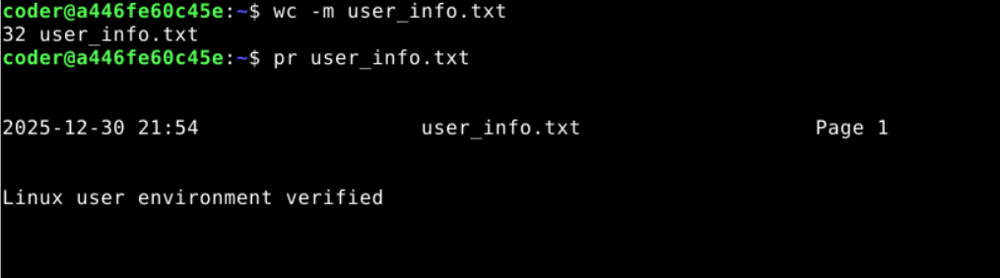 coder@a446fe60c45e:~$ wc -m user_info.txt
32 user_info.txt
coder@a446fe60c45e:~$ pr user_info.txt
2025-12-30 21:54 user_info.txt Page 1
Linux user environment verified